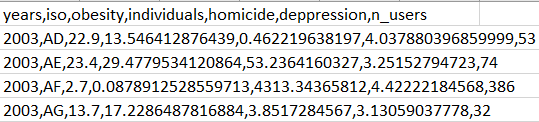 years,iso,obesity,individuals,homicide,deppression,n_users
2003,AD,22.9,13.546412876439,0.462219638197,4.037880396859999,53
2003,AE,23.4,29.4779534120864,53.2364160327,3.25152794723,74
2003,AF,2.7,0.0878912528559713,4313.34365812,4.42222184568,386
2003,AG,13.7,17.2286487816884,3.8517284567,3.13059037778,32